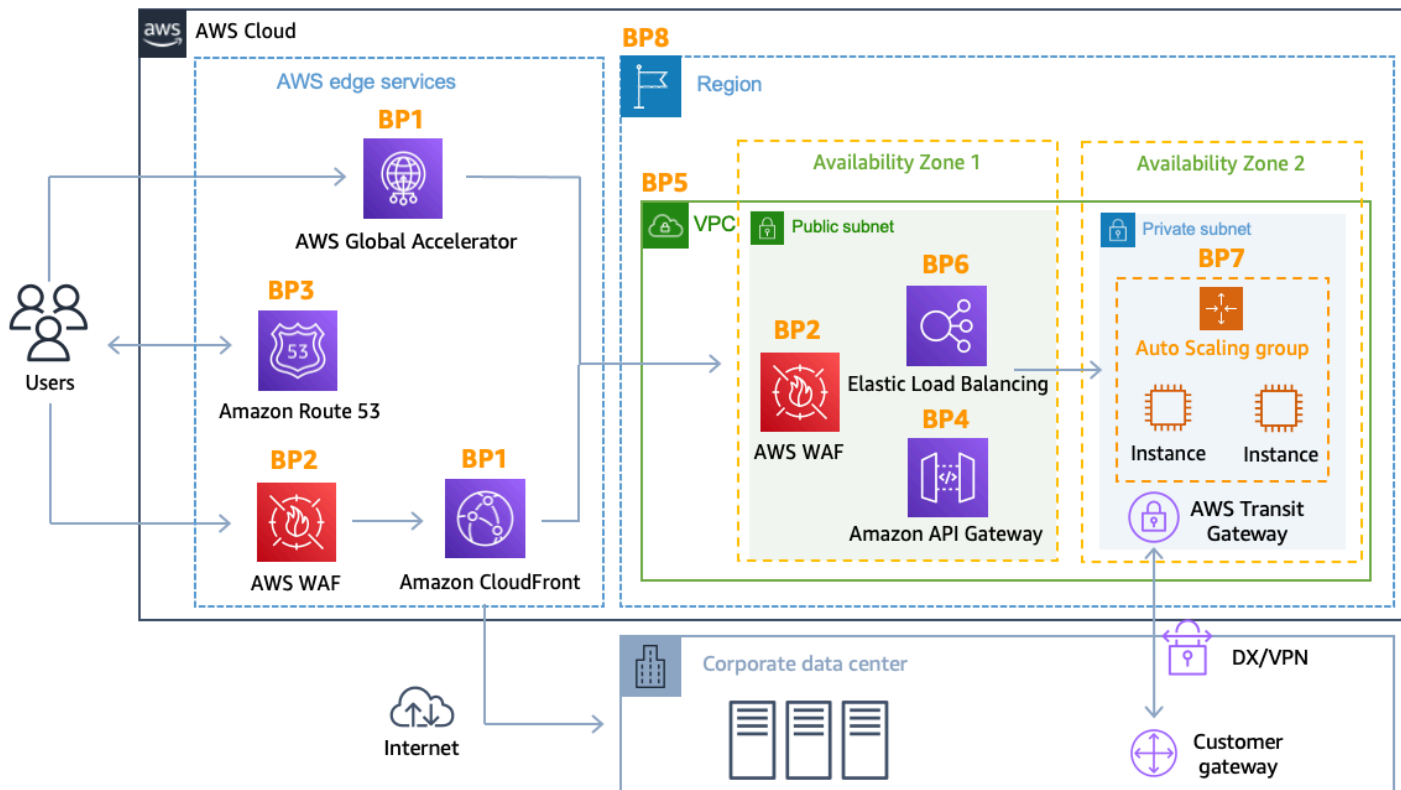 aws
AWS Cloud
BP8
AWS edge services
Region
BP1
Availability Zone 1
Availability Zone 2
BP5
VPC
Public subnet
Private subnet
AWS Global Accelerator
BP6
BP7
BP3
53
BP2
Auto Scaling group
Elastic Load Balancing
Users
Amazon Route 53
BP4
AWS WAF
Instance
Instance
BP2
BP1
</>
AWS Transit
Gateway
Amazon API Gateway
AWS WAF
Amazon CloudFront
Corporate data center
DX/VPN
Internet
Customer
gateway